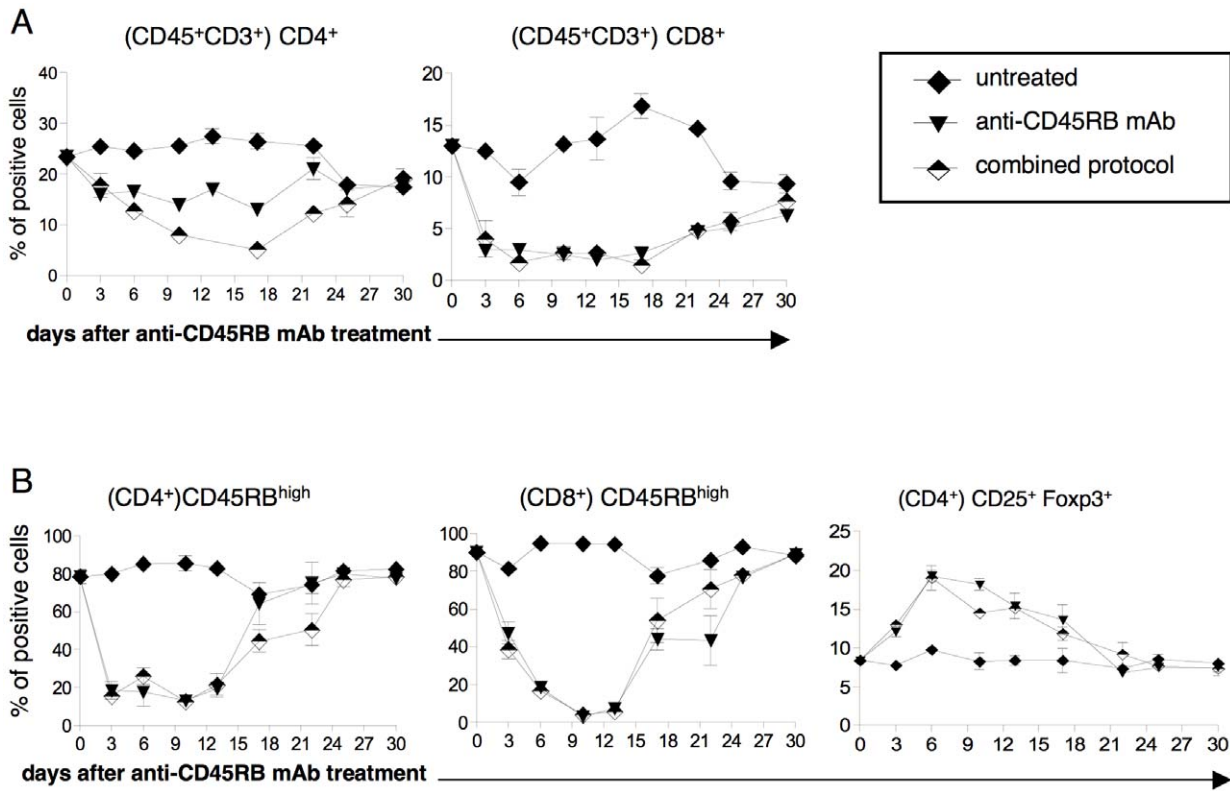 A
(CD45+CD3+) CD4+
(CD45+CD3+) CD8+
untreated
anti-CD45RB mAb
combined protocol
% of positive cells
40
30
20
10
0
0 3 6 9 12 15 18 21 24 27 30
20
15
10
5
0
0 3 6 9 12 15 18 21 24 27 30
days after anti-CD45RB mAb treatment
B
(CD4+)CD45RBhigh
(CD8+) CD45RBhigh
(CD4+) CD25+ Foxp3+
% of positive cells
100
80
60
40
20
0
0 3 6 9 12 15 18 21 24 27 30
100
80
60
40
20
0
0 3 6 9 12 15 18 21 24 27 30
25
20
15
10
5
0
0 3 6 9 12 15 18 21 24 27 30
days after anti-CD45RB mAb treatment